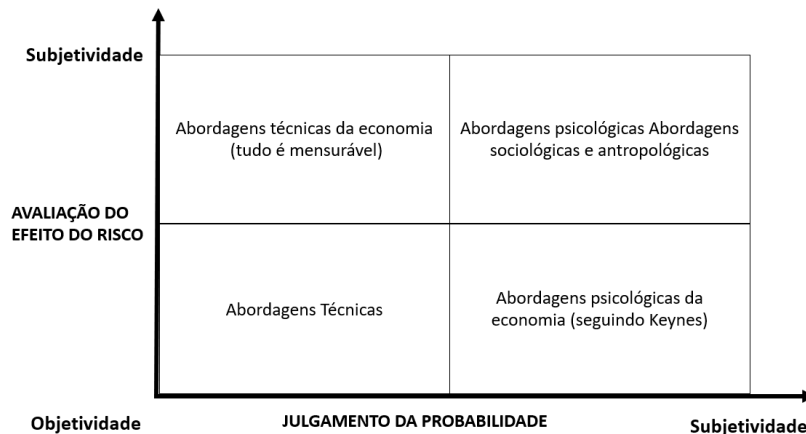 Subjetividade
Abordagens técnicas da economia
(tudo é mensurável)
Abordagens psicológicas Abordagens
sociológicas e antropológicas
AVALIAÇÃO DO
EFEITO DO RISCO
Abordagens Técnicas
Abordagens psicológicas da
economia (seguindo Keynes)
Objetividade
JULGAMENTO DA PROBABILIDADE
Subjetividade